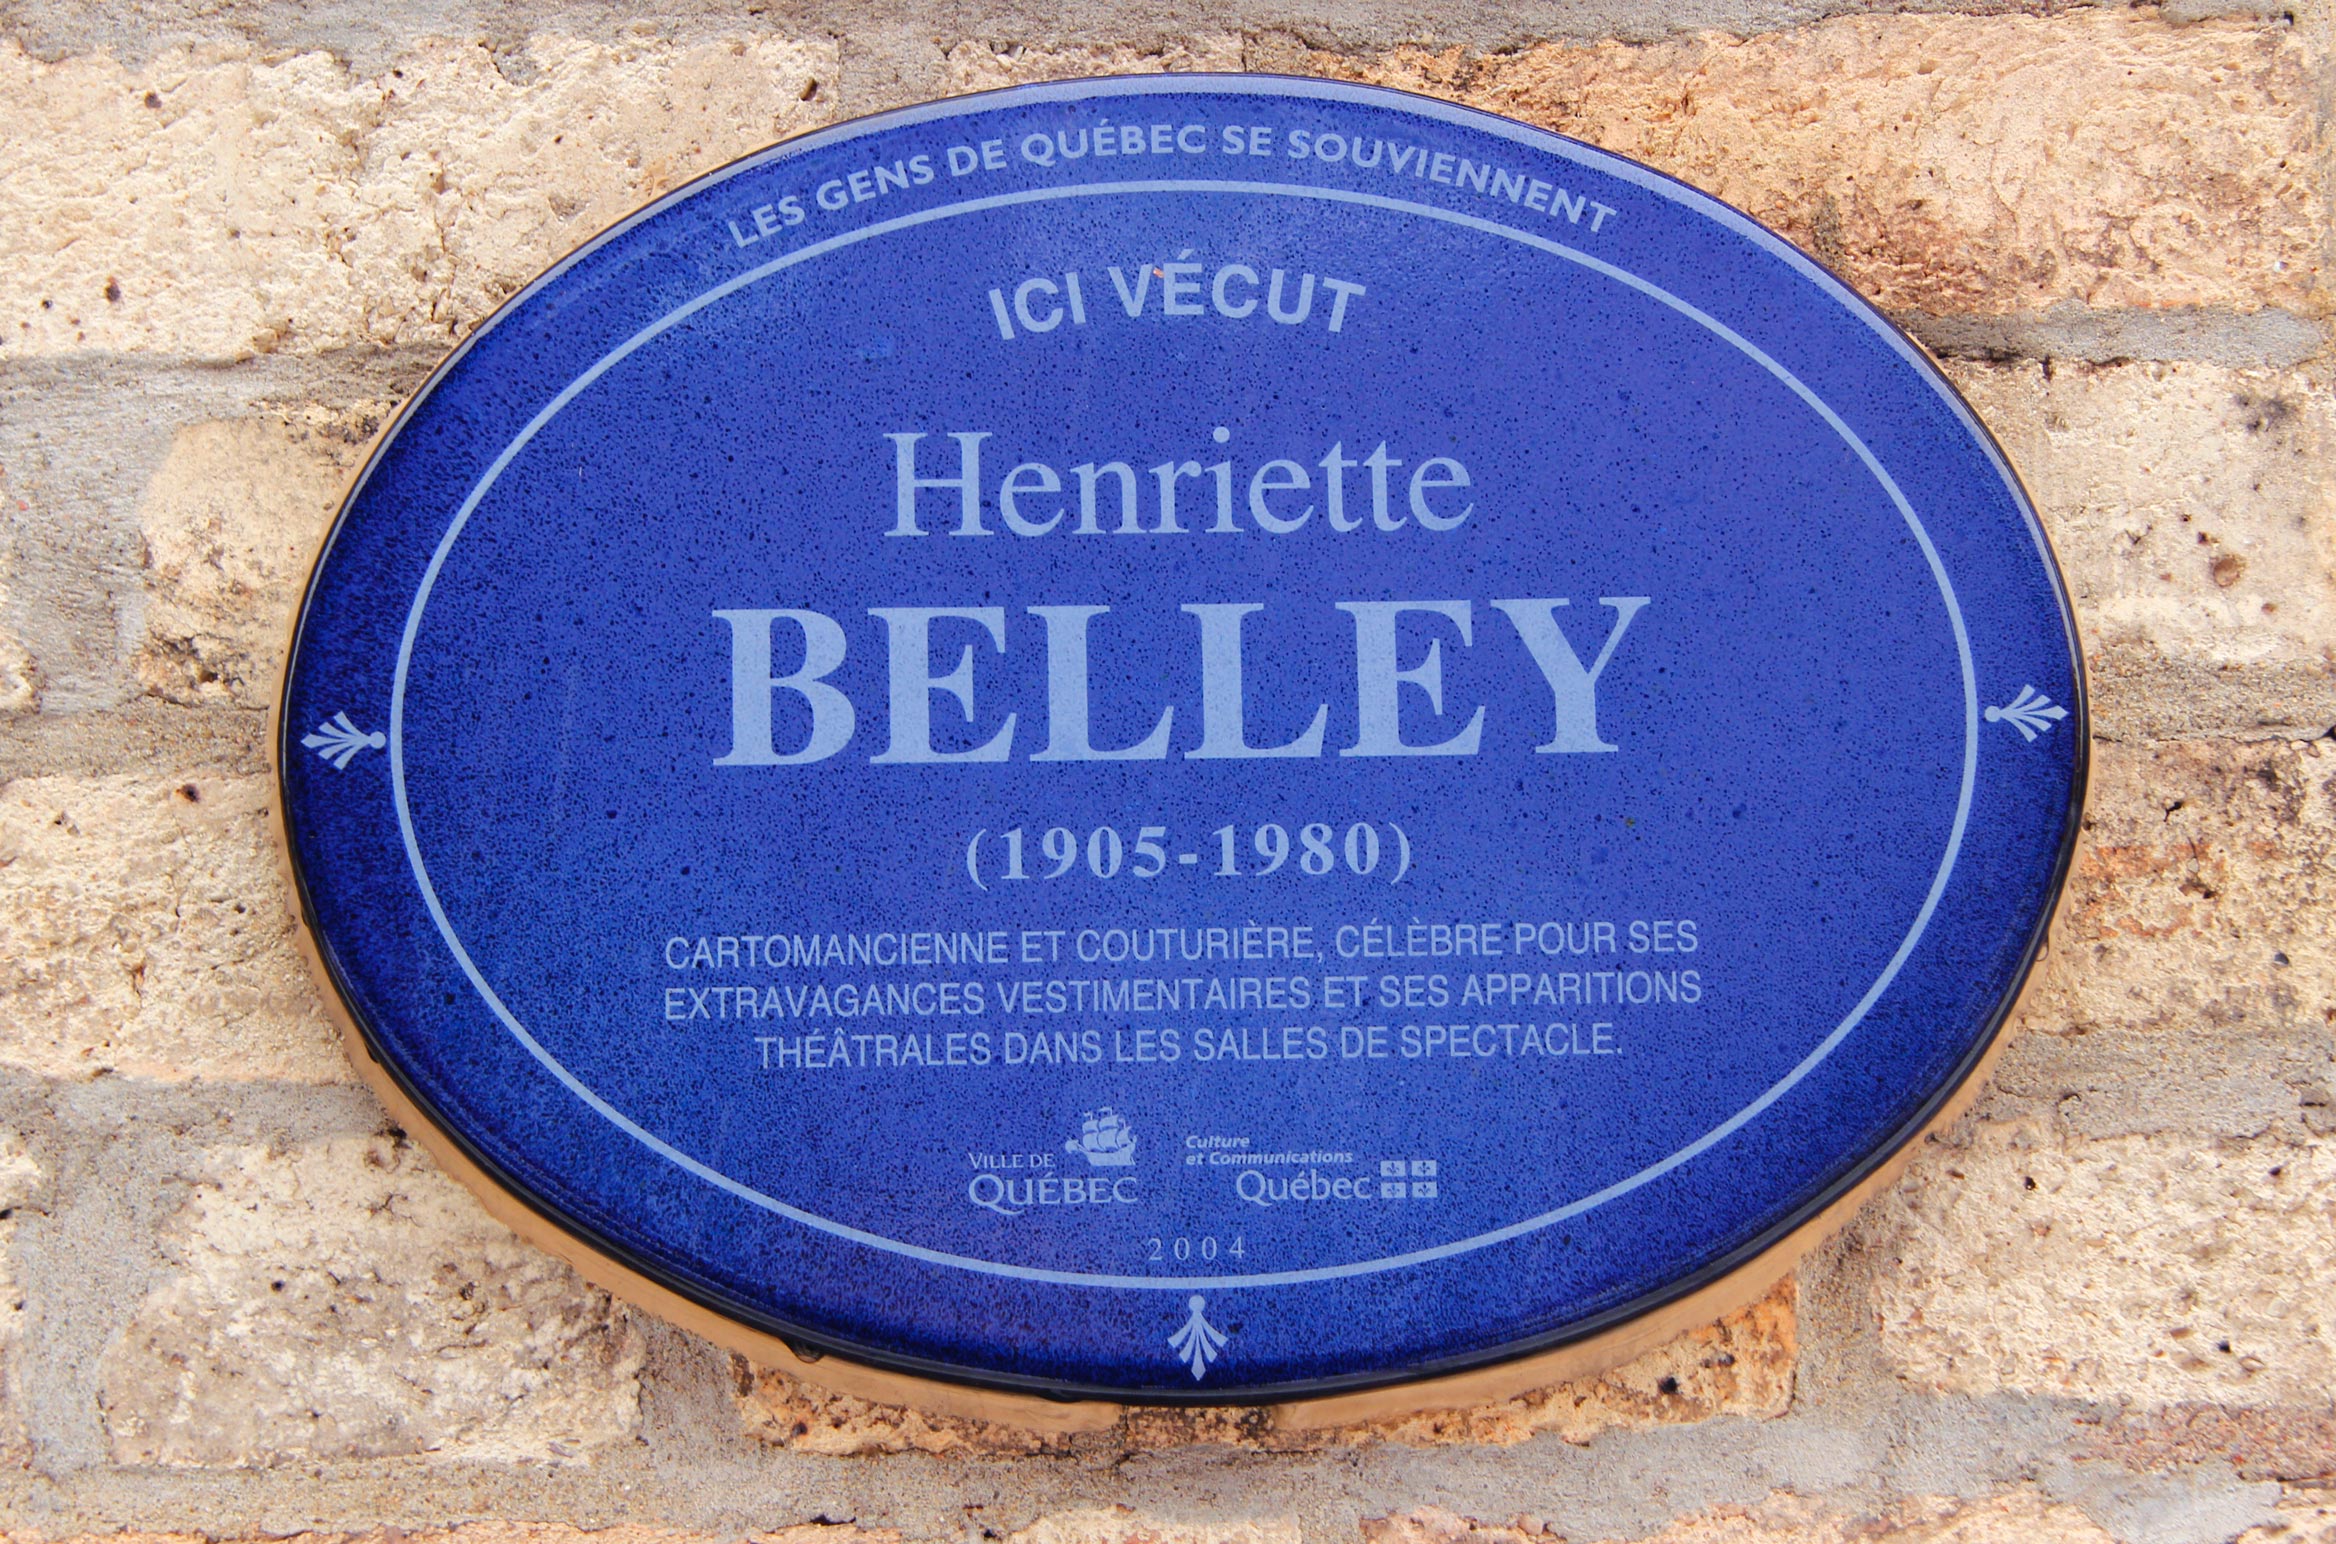 LES GENS DE QUÉBEC SE SOUVIENNENT
ICI VÉCUT
Henriette
BELLEY
(1905-1980)
CARTOMANCIENNE ET COUTURIÈRE, CÉLÈBRE POUR SES
EXTRAVAGANCES VESTIMENTAIRES ET SES APPARITIONS
THÉÂTRALES DANS LES SALLES DE SPECTACLE.
VILLE DE
QUÉBEC
Culture
et Communications
Québec
2004